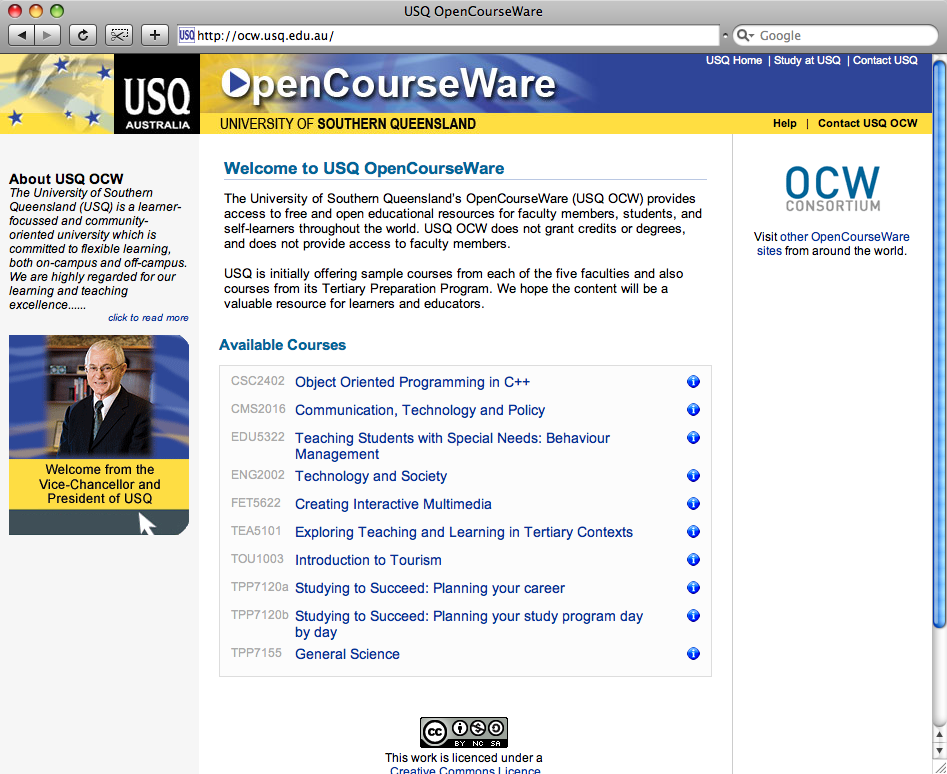 USQ OpenCourseWare
USQ http://ocw.usq.edu.au/
Google
USQ Home | Study at USQ | Contact USQ
USQ
AUSTRALIA
OpenCourseWare
UNIVERSITY OF SOUTHERN QUEENSLAND
Help | Contact USQ OCW
About USQ OCW
The University of Southern
Queensland (USQ) is a learner-
focussed and community-
oriented university which is
committed to flexible learning,
both on-campus and off-campus.
We are highly regarded for our
learning and teaching
excellence......
click to read more
Welcome from the
Vice-Chancellor and
President of USQ
Welcome to USQ OpenCourseWare
The University of Southern Queensland's OpenCourseWare (USQ OCW) provides
access to free and open educational resources for faculty members, students, and
self-learners throughout the world. USQ OCW does not grant credits or degrees,
and does not provide access to faculty members.
USQ is initially offering sample courses from each of the five faculties and also
courses from its Tertiary Preparation Program. We hope the content will be a
valuable resource for learners and educators.
Available Courses
CSC2402 Object Oriented Programming in C++
CMS2016 Communication, Technology and Policy
EDU5322 Teaching Students with Special Needs: Behaviour
Management
ENG2002 Technology and Society
FET5622 Creating Interactive Multimedia
TEA5101 Exploring Teaching and Learning in Tertiary Contexts
TOU1003 Introduction to Tourism
TPP7120a Studying to Succeed: Planning your career
TPP7120b Studying to Succeed: Planning your study program day
by day
TPP7155 General Science
cc
BY NC SA
This work is licenced under a
Creative Commons Licence
OCW
CONSORTIUM
Visit other OpenCourseWare
sites from around the world.